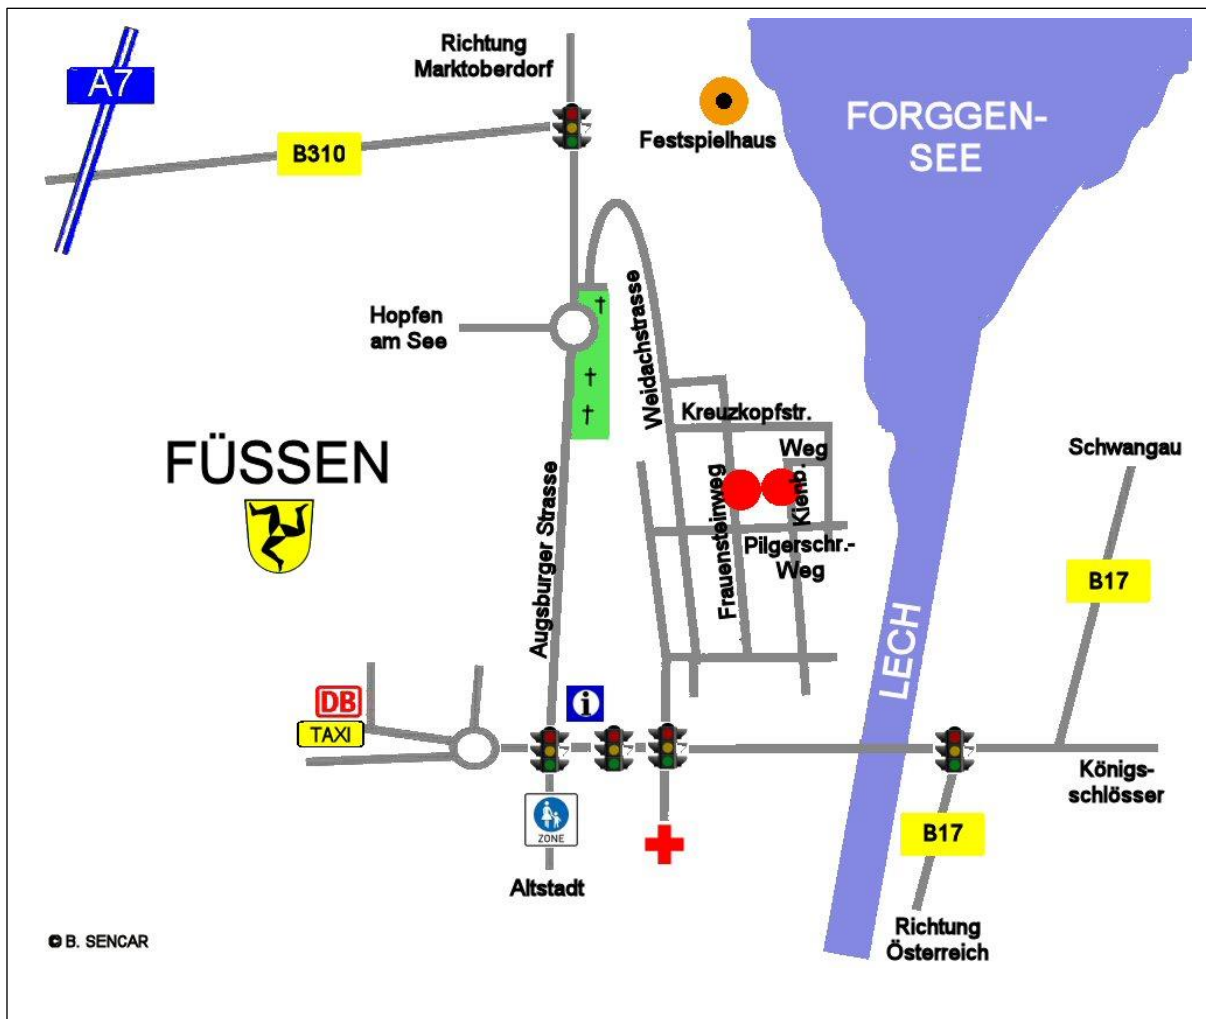 A7
Richtung
Marktoberdorf
B310
Festspielhaus
FORGGEN-
SEE
Hopfen
am See
Weidachstrasse
Kreuzkopfstr.
Weg
Kienb.
Schwangau
FÜSSEN
Augsburger Strasse
Frauensteinweg
Pilgerschr.-
Weg
B17
LECH
DB
TAXI
i
Königs-
schlösser
ZONE
B17
Altstadt
Richtung
Österreich
© B. SENCAR